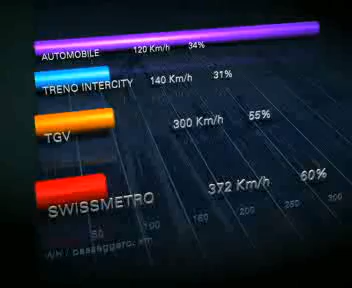 AUTOMOBILE 120 Km/h 34%
TRENO INTERCITY 140 Km/h 31%
TGV 300 Km/h 55%
SWISSMETRO 372 Km/h 60%
50 100 150 200 250 300
Wh / passeggero. km